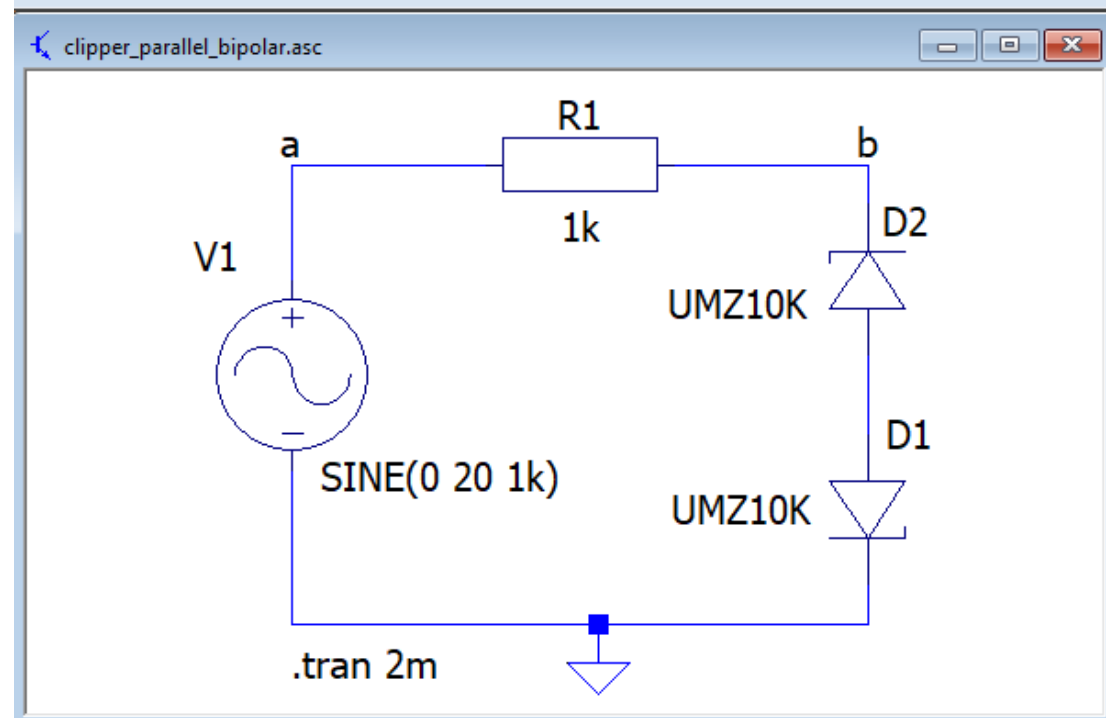 clipper_parallel_bipolar.asc
R1
a
b
1k
D2
V1
UMZ10K
D1
SINE(0 20 1k)
UMZ10K
.tran 2m